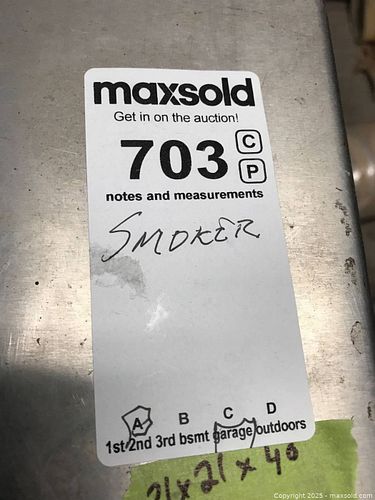 maxsold
Get in on the auction!
703 C
P
notes and measurements
SMOKER
A B C D
1st/2nd 3rd bsmt garage/outdoors
21x21x40
Copyright 2025 - maxsold.com